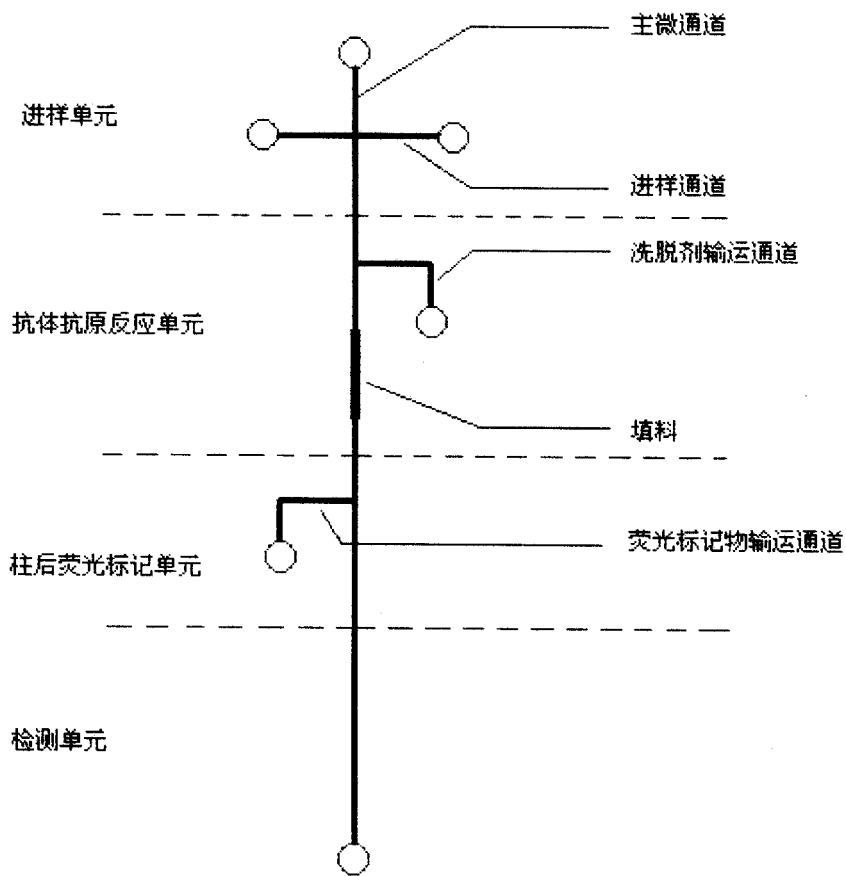 主微通道
进样单元
进样通道
洗脱剂输运通道
抗体抗原反应单元
填料
荧光标记物输运通道
柱后荧光标记单元
检测单元